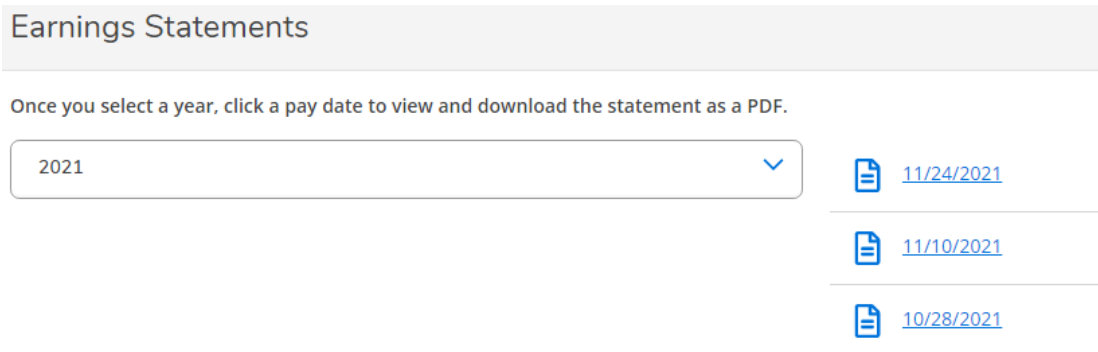 Earnings Statements
Once you select a year, click a pay date to view and download the statement as a PDF.
2021
11/24/2021
11/10/2021
10/28/2021